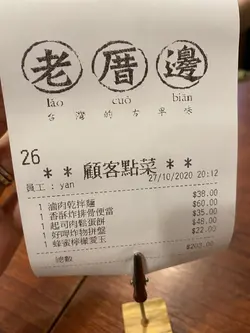 老厝邊
lāo cuò biān
台灣的古早味
26
＊＊顧客點菜＊＊
員工：yan 27/10/2020 20:12
1 滷肉乾拌麵 $38.00
1 香酥炸排骨便當 $60.00
1 起司肉鬆蛋餅 $35.00
1 好呷炸物拼盤 $48.00
1 蜂蜜檸檬愛玉 $22.00
總數 $203.00